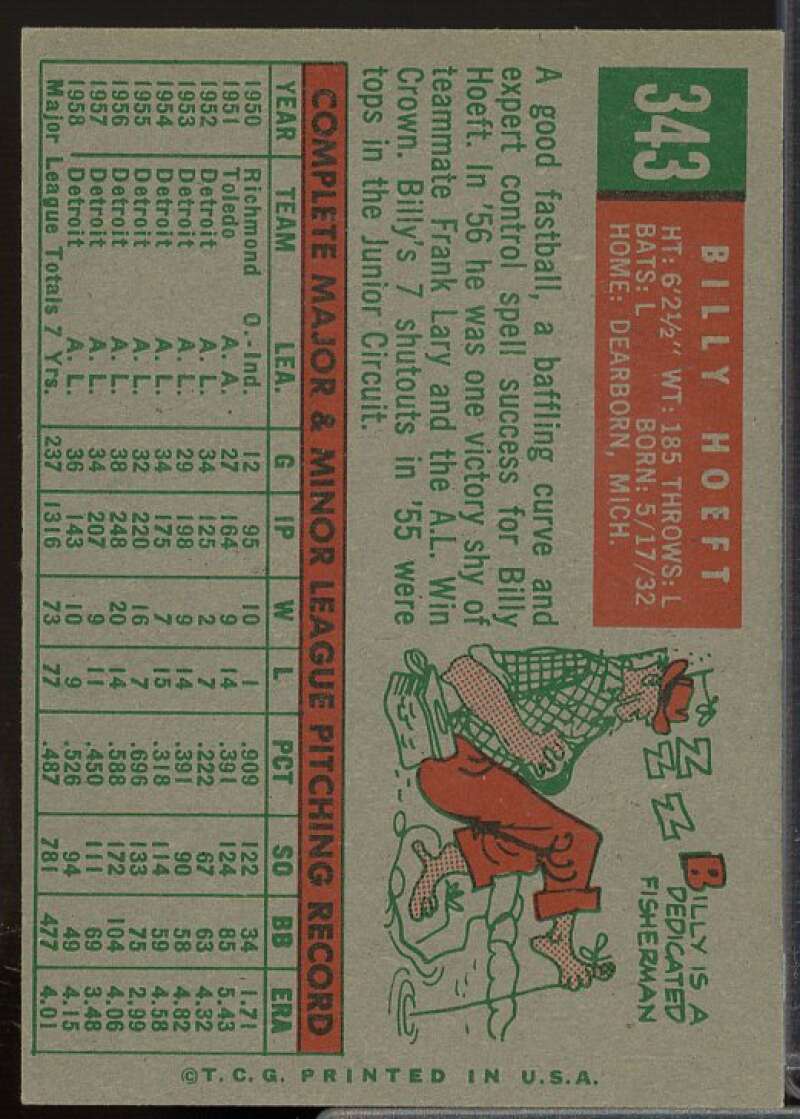 343
BILLY HOEFT
HT: 6'2½" WT: 185 THROWS: L
BATS: L BORN: 5/17/32
HOME: DEARBORN, MICH.
A good fastball, a baffling curve and
expert control spell success for Billy
Hoeft. In '56 he was one victory shy of
teammate Frank Lary and the A.L. Win
Crown. Billy's 7 shutouts in '55 were
tops in the Junior Circuit.
ZZZ
BILLY IS A
DEDICATED
FISHERMAN
COMPLETE MAJOR & MINOR LEAGUE PITCHING RECORD
YEAR TEAM LEA. G IP W L PCT SO BB ERA
1950 Richmond O.-Ind. 12 95 10 1 .909 122 34 1.71
1951 Toledo A. A. 27 164 9 14 .391 124 85 5.43
1952 Detroit A. L. 34 125 2 7 .222 67 63 4.32
1953 Detroit A. L. 29 198 9 14 .391 90 58 4.82
1954 Detroit A. L. 34 175 7 15 .318 114 59 4.58
1955 Detroit A. L. 32 220 16 7 .696 133 75 2.99
1956 Detroit A. L. 38 248 20 14 .588 172 104 4.06
1957 Detroit A. L. 34 207 9 11 .450 111 69 3.48
1958 Detroit A. L. 36 143 10 9 .526 94 49 4.15
Major League Totals 7 Yrs. 237 1316 73 77 .487 781 477 4.01
©T.C.G. PRINTED IN U.S.A.